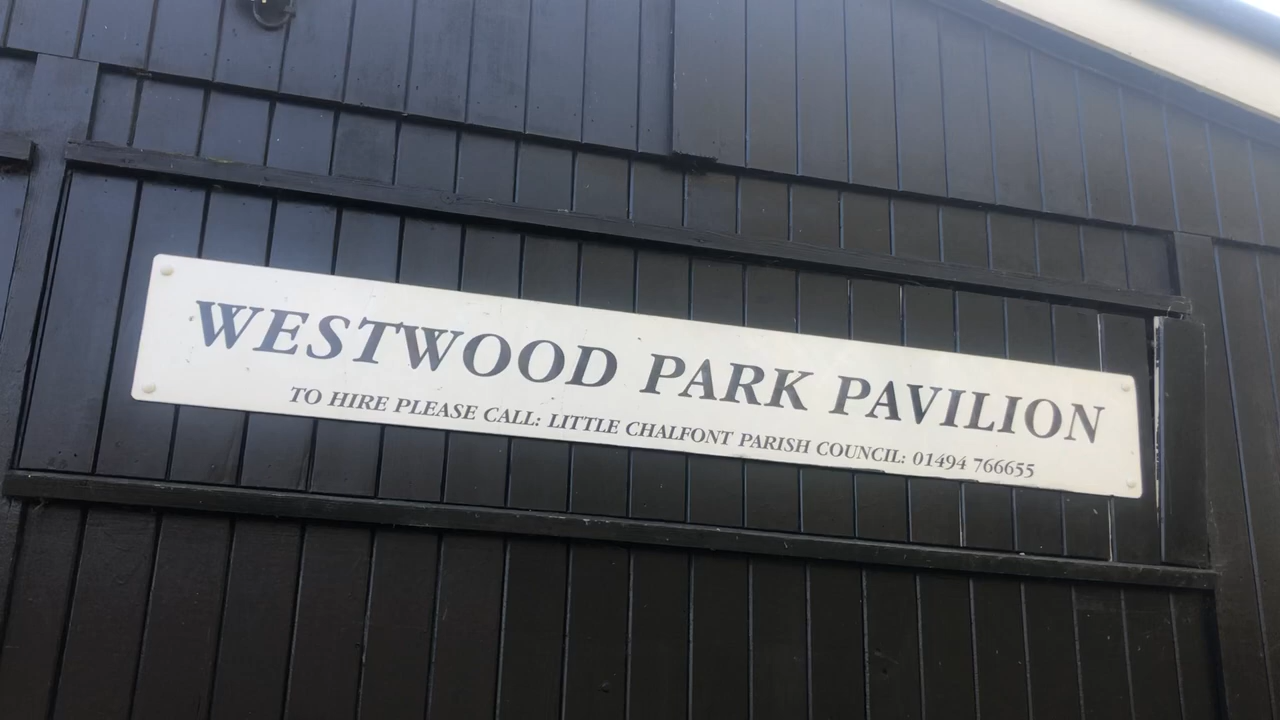 WESTWOOD PARK PAVILION
TO HIRE PLEASE CALL: LITTLE CHALFONT PARISH COUNCIL: 01494 766655